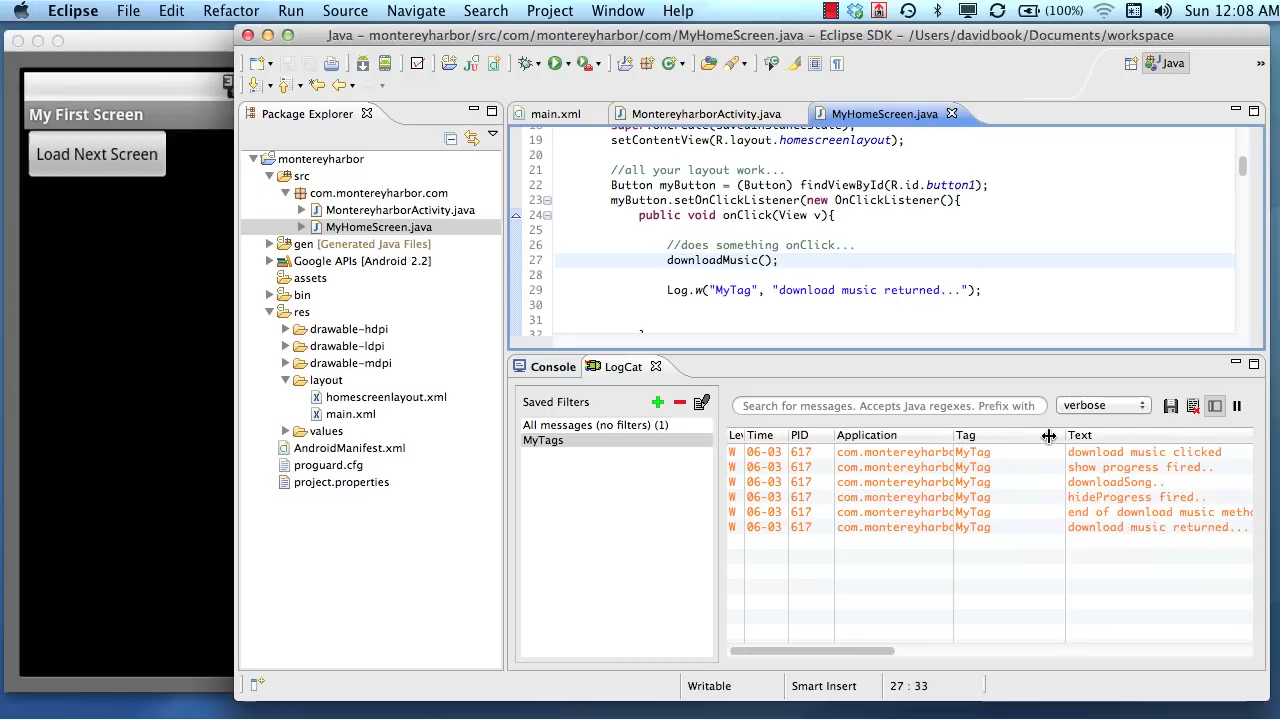 Eclipse File Edit Refactor Run Source Navigate Search Project Window Help (100%) Sun 12:08 AM
Java – montereyharbor/src/com/montereyharbor/com/MyHomeScreen.java – Eclipse SDK – /Users/davidbook/Documents/workspace
Java »
My First Screen
Load Next Screen
Package Explorer
montereyharbor
src
com.montereyharbor.com
MontereyharborActivity.java
MyHomeScreen.java
gen [Generated Java Files]
Google APIs [Android 2.2]
assets
bin
res
drawable-hdpi
drawable-ldpi
drawable-mdpi
layout
homescreenlayout.xml
main.xml
values
AndroidManifest.xml
proguard.cfg
project.properties
main.xml MontereyharborActivity.java MyHomeScreen.java
18 super.onCreate(savedInstanceState);
19 setContentView(R.layout.homescreenlayout);
20
21 //all your layout work...
22 Button myButton = (Button) findViewById(R.id.button1);
23 myButton.setOnClickListener(new OnClickListener(){
24 public void onClick(View v){
25
26 //does something onClick...
27 downloadMusic();
28
29 Log.w("MyTag", "download music returned...");
30
31
32 }
Console LogCat
Saved Filters
All messages (no filters) (1)
MyTags
Search for messages. Accepts Java regexes. Prefix with verbose
Lev Time PID Application Tag Text
W 06-03 617 com.montereyharbo MyTag download music clicked
W 06-03 617 com.montereyharbo MyTag show progress fired..
W 06-03 617 com.montereyharbo MyTag downloadSong..
W 06-03 617 com.montereyharbo MyTag hideProgress fired..
W 06-03 617 com.montereyharbo MyTag end of download music metho
W 06-03 617 com.montereyharbo MyTag download music returned...
Writable Smart Insert 27 : 33